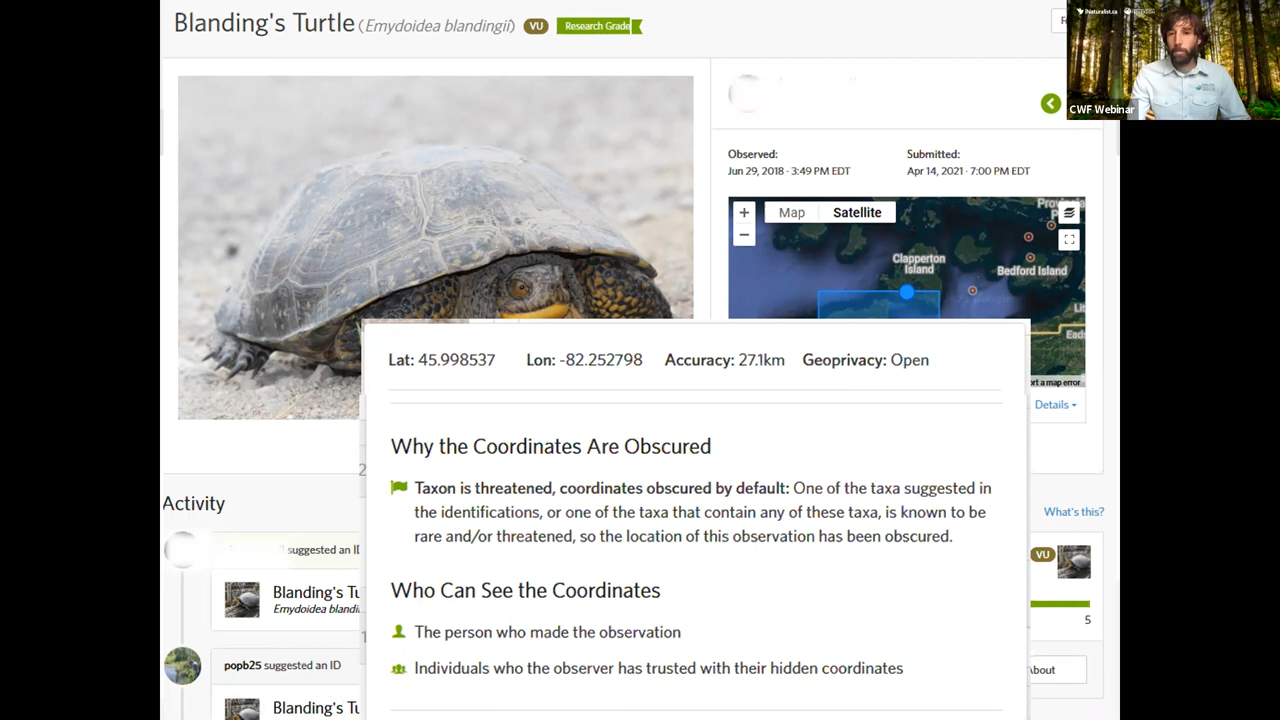 Blanding's Turtle (Emydoidea blandingii) VU Research Grade
iNaturalist.ca
CWF Webinar
Observed:
Jun 29, 2018 · 3:49 PM EDT
Submitted:
Apr 14, 2021 · 7:00 PM EDT
+
−
Map Satellite
Clapperton
Island
Bedford Island
rt a map error
Details
Lat: 45.998537 Lon: -82.252798 Accuracy: 27.1km Geoprivacy: Open
Why the Coordinates Are Obscured
Taxon is threatened, coordinates obscured by default: One of the taxa suggested in
the identifications, or one of the taxa that contain any of these taxa, is known to be
rare and/or threatened, so the location of this observation has been obscured.
Who Can See the Coordinates
The person who made the observation
Individuals who the observer has trusted with their hidden coordinates
Activity
suggested an ID
Blanding's Tu
Emydoidea blandi
popb25 suggested an ID
Blanding's Tu
What's this?
VU
5
About